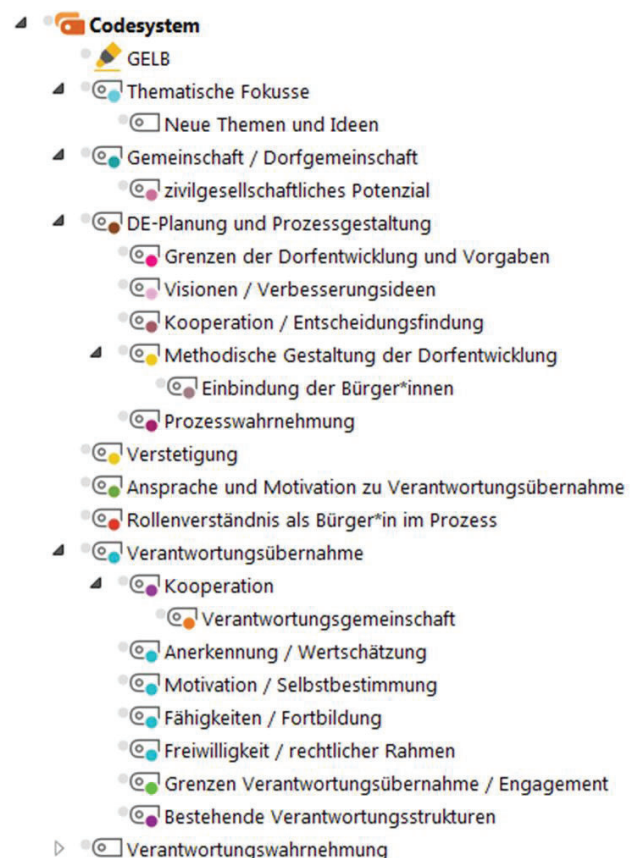 Codesystem
GELB
Thematische Fokusse
Neue Themen und Ideen
Gemeinschaft / Dorfgemeinschaft
zivilgesellschaftliches Potenzial
DE-Planung und Prozessgestaltung
Grenzen der Dorfentwicklung und Vorgaben
Visionen / Verbesserungsideen
Kooperation / Entscheidungsfindung
Methodische Gestaltung der Dorfentwicklung
Einbindung der Bürger*innen
Prozesswahrnehmung
Verstetigung
Ansprache und Motivation zu Verantwortungsübernahme
Rollenverständnis als Bürger*in im Prozess
Verantwortungsübernahme
Kooperation
Verantwortungsgemeinschaft
Anerkennung / Wertschätzung
Motivation / Selbstbestimmung
Fähigkeiten / Fortbildung
Freiwilligkeit / rechtlicher Rahmen
Grenzen Verantwortungsübernahme / Engagement
Bestehende Verantwortungsstrukturen
Verantwortungswahrnehmung